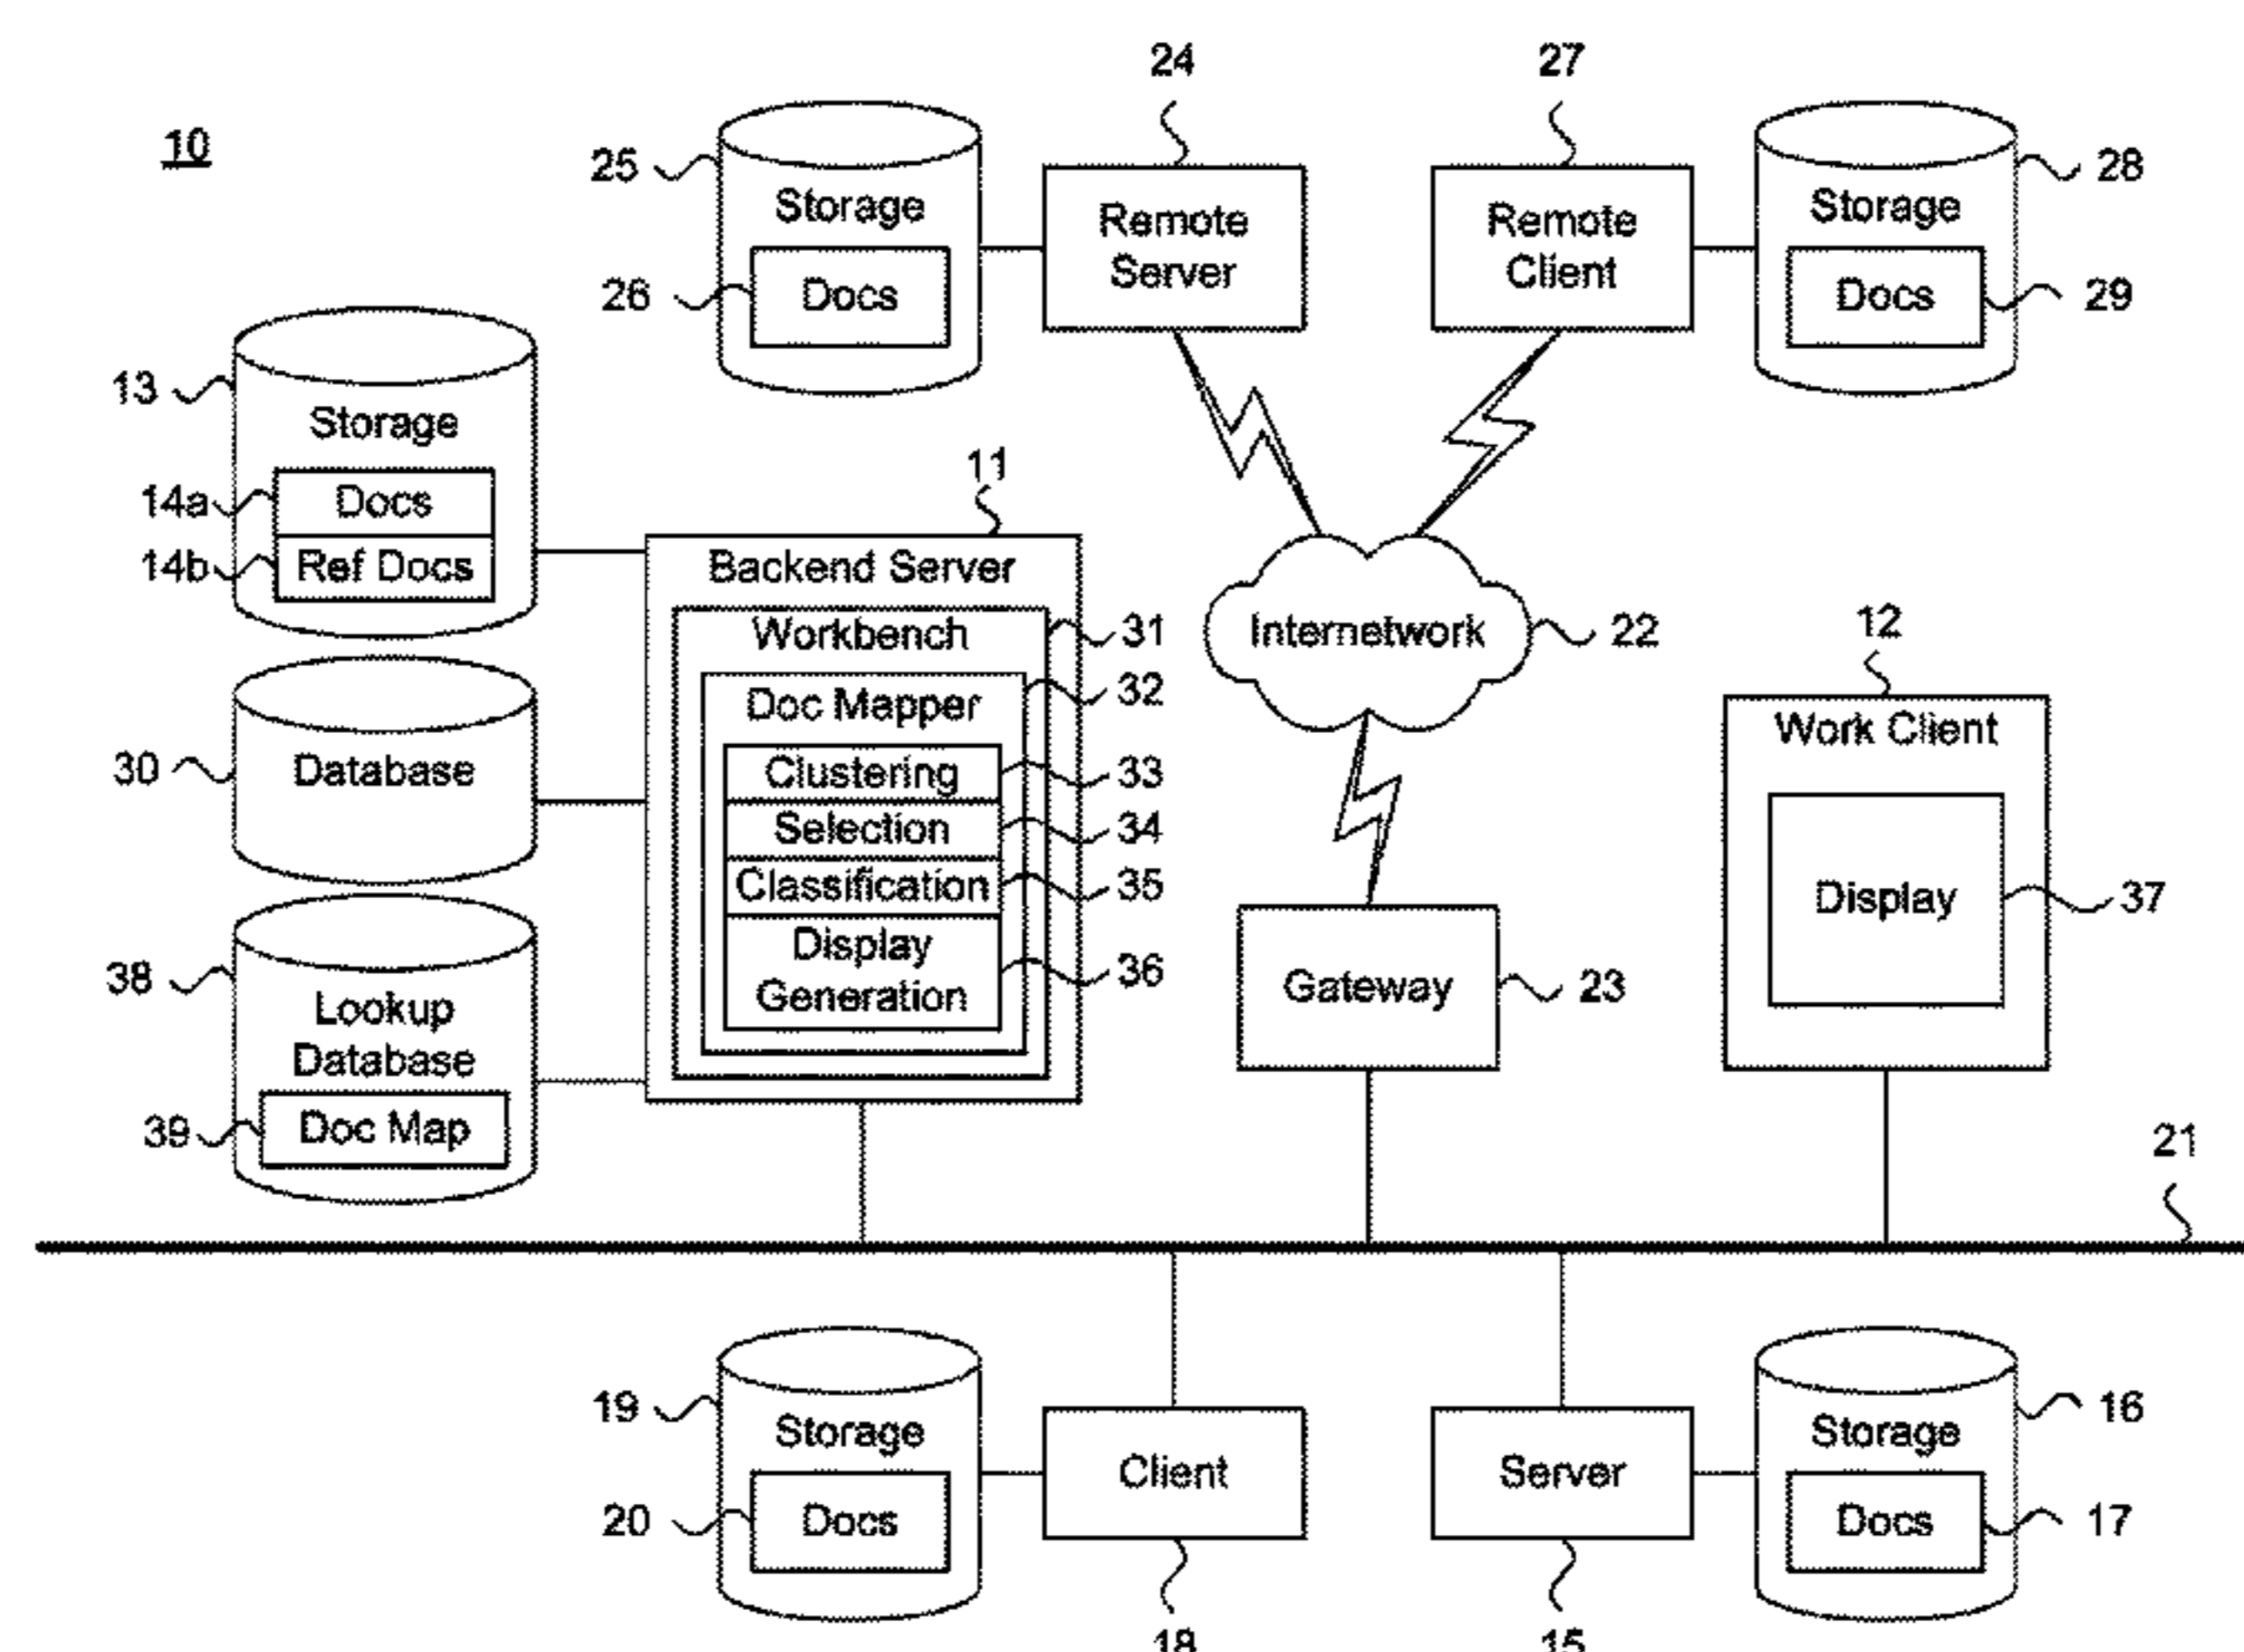 24
27
10
25
Storage
Remote
Server
Remote
Client
Storage
28
26
Docs
Docs
29
13
Storage
14a
Docs
14b
Ref Docs
11
Backend Server
Workbench
31
Doc Mapper
32
Clustering
33
Selection
34
Classification
35
Display
Generation
36
Internetwork
22
12
Work Client
Display
37
30
Database
38
Lookup
Database
39
Doc Map
Gateway
23
21
19
Storage
20
Docs
Client
18
Server
15
Storage
16
Docs
17